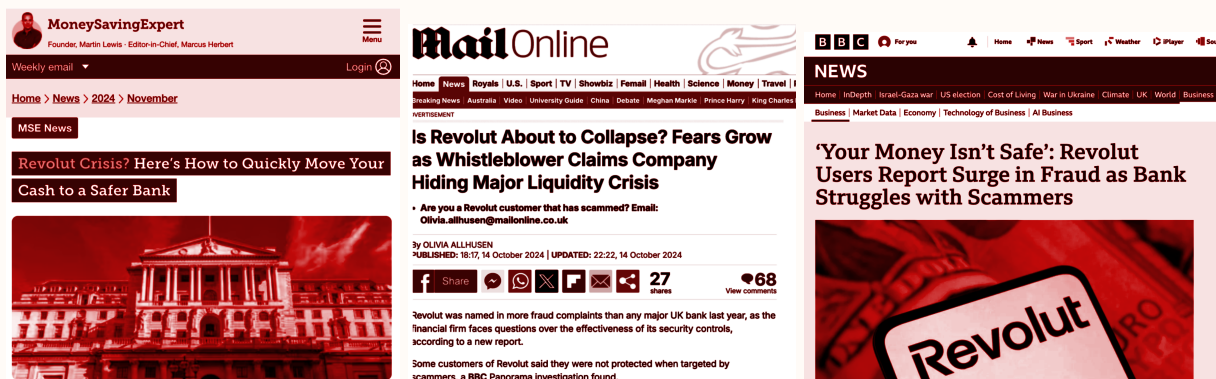 MoneySavingExpert
Founder, Martin Lewis · Editor-in-Chief, Marcus Herbert
Menu
Weekly email
Login
Home > News > 2024 > November
MSE News
Revolut Crisis? Here's How to Quickly Move Your
Cash to a Safer Bank
Mail Online
Home News Royals U.S. Sport TV Showbiz Femail Health Science Money Travel
Breaking News Australia Video University Guide China Debate Meghan Markle Prince Harry King Charles
ADVERTISEMENT
Is Revolut About to Collapse? Fears Grow
as Whistleblower Claims Company
Hiding Major Liquidity Crisis
• Are you a Revolut customer that has scammed? Email:
Olivia.allhusen@mailonline.co.uk
By OLIVIA ALLHUSEN
PUBLISHED: 18:17, 14 October 2024 | UPDATED: 22:22, 14 October 2024
Share
27
shares
68
View comments
Revolut was named in more fraud complaints than any major UK bank last year, as the
financial firm faces questions over the effectiveness of its security controls,
according to a new report.
Some customers of Revolut said they were not protected when targeted by
scammers, a BBC Panorama investigation found.
BBC
For you
Home News Sport Weather iPlayer Sou
NEWS
Home InDepth Israel-Gaza war US election Cost of Living War in Ukraine Climate UK World Business
Business Market Data Economy Technology of Business AI Business
'Your Money Isn't Safe': Revolut
Users Report Surge in Fraud as Bank
Struggles with Scammers
Revolut
EURO